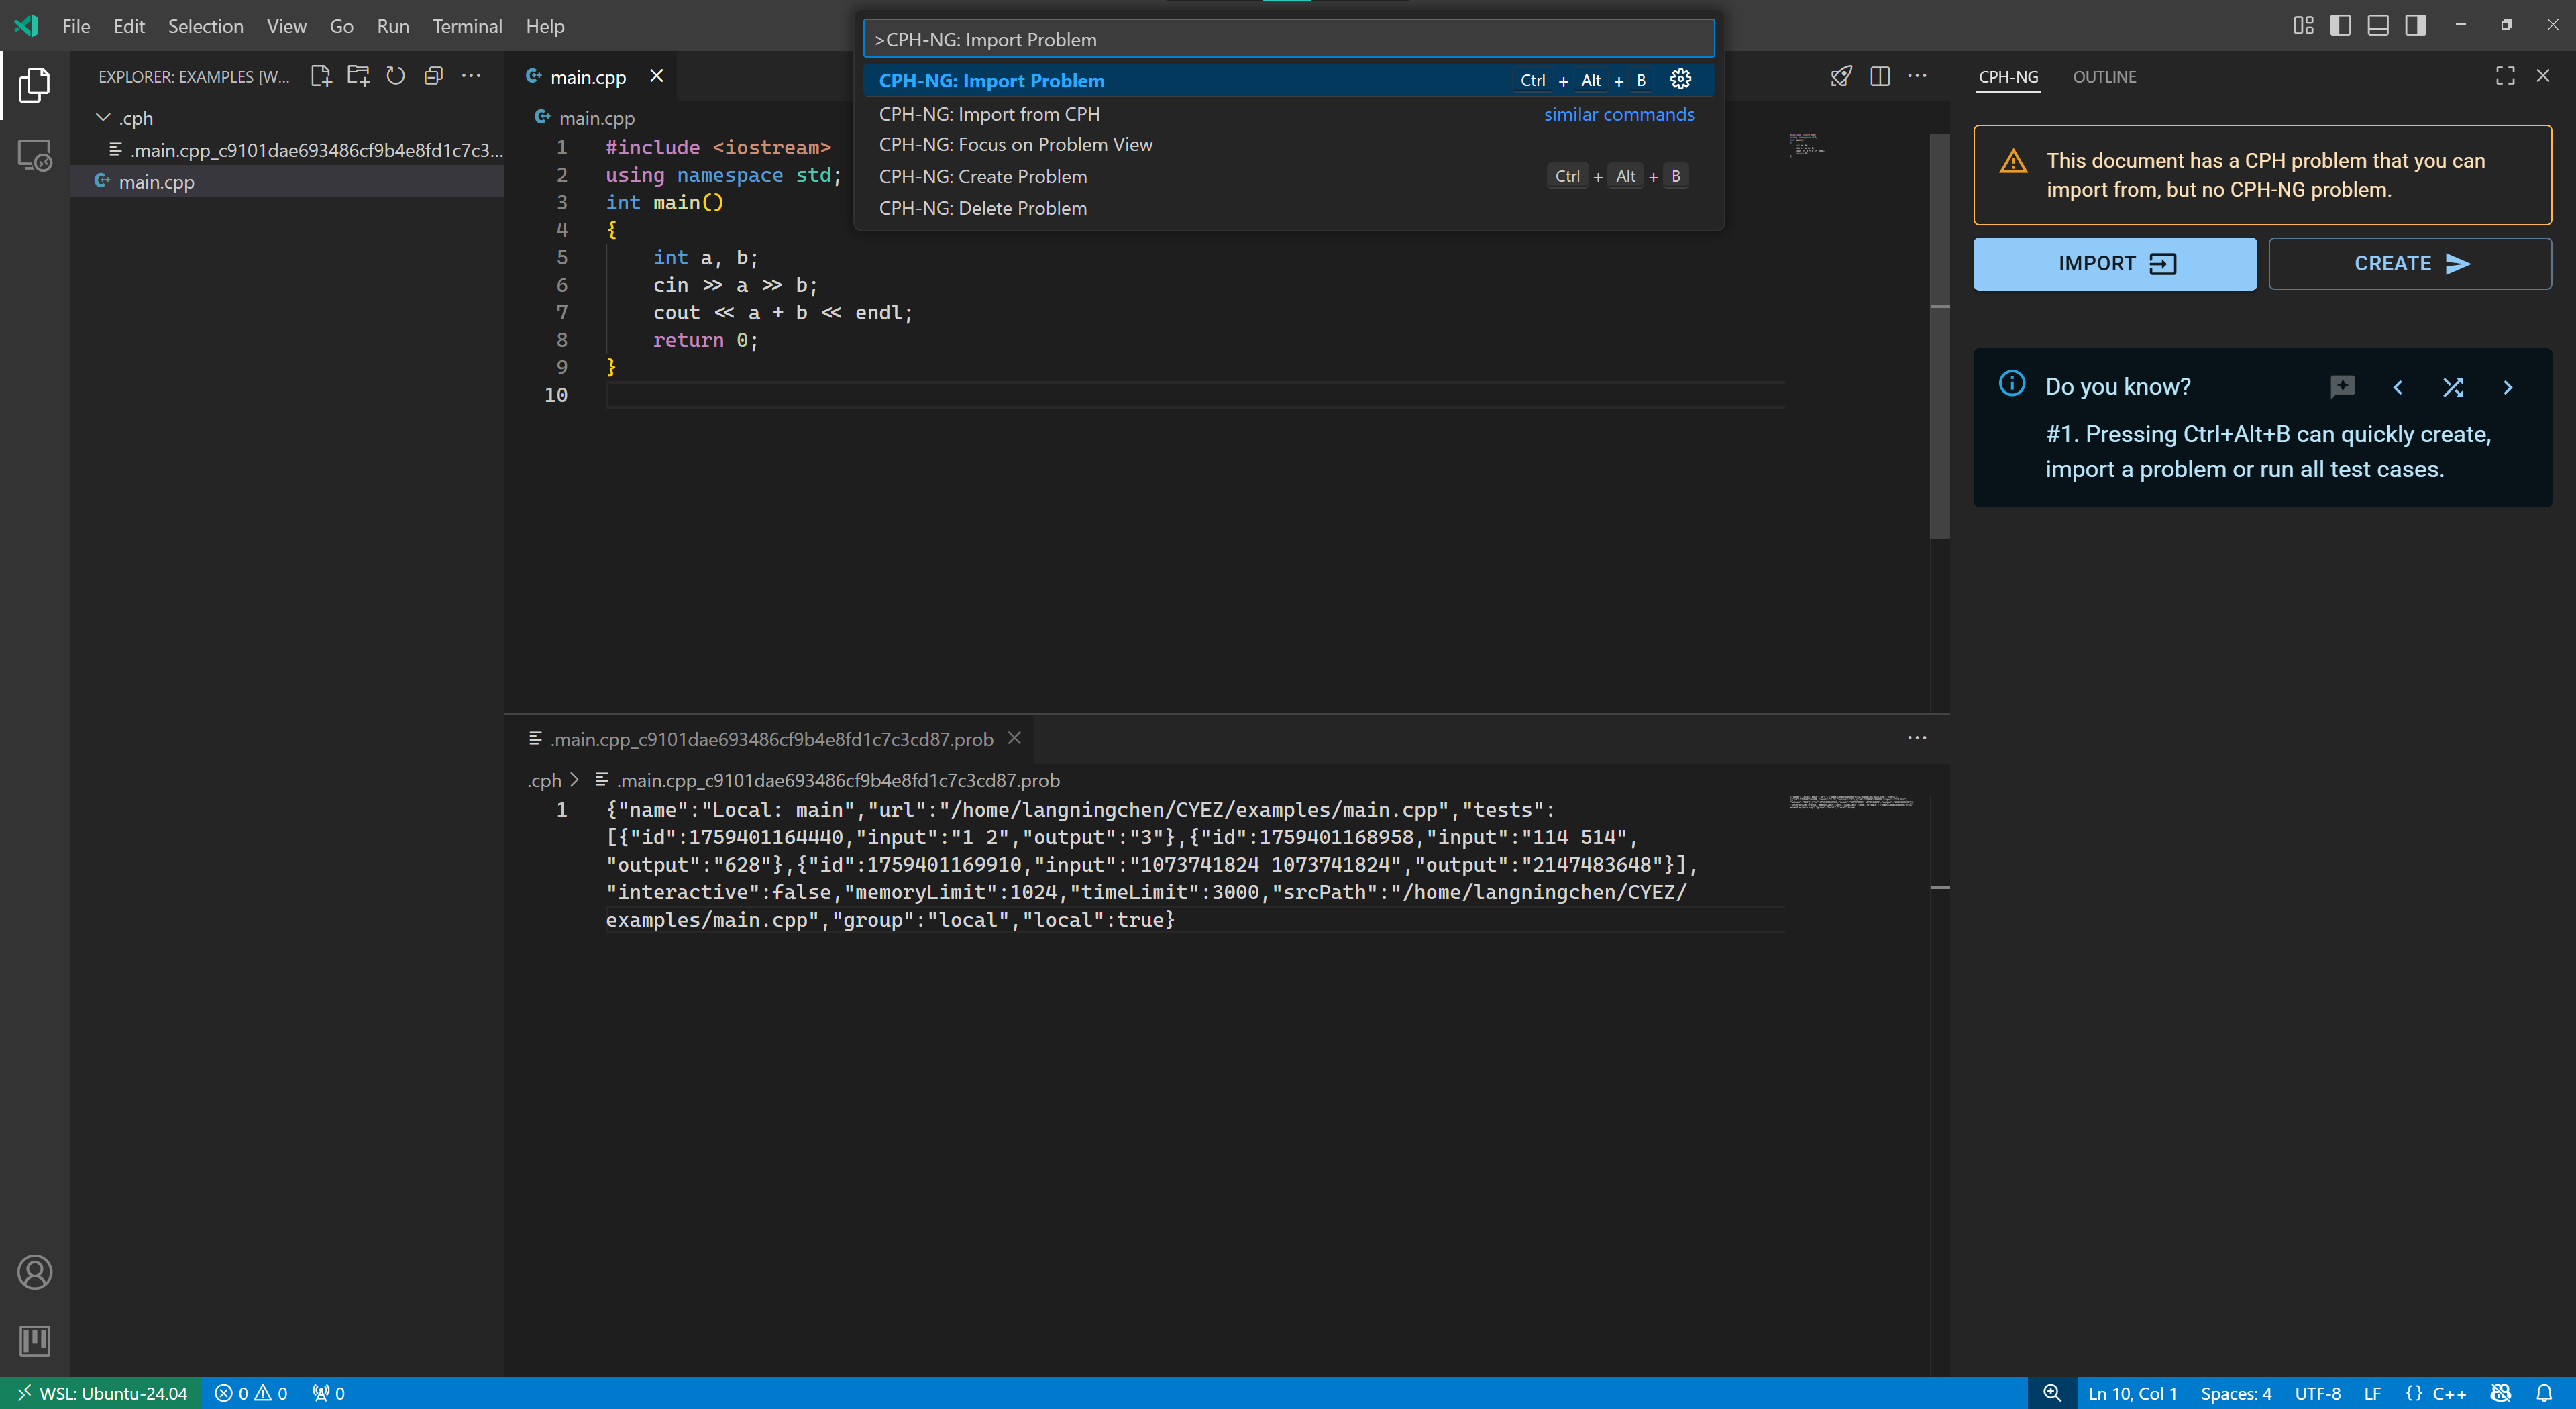 File Edit Selection View Go Run Terminal Help
>CPH-NG: Import Problem
CPH-NG: Import Problem Ctrl + Alt + B
CPH-NG: Import from CPH similar commands
CPH-NG: Focus on Problem View
CPH-NG: Create Problem Ctrl + Alt + B
CPH-NG: Delete Problem
EXPLORER: EXAMPLES [W...
.cph
.main.cpp_c9101dae693486cf9b4e8fd1c7c3...
main.cpp
main.cpp
main.cpp
1 #include <iostream>
2 using namespace std;
3 int main()
4 {
5 int a, b;
6 cin >> a >> b;
7 cout << a + b << endl;
8 return 0;
9 }
10
.main.cpp_c9101dae693486cf9b4e8fd1c7c3cd87.prob
.cph > .main.cpp_c9101dae693486cf9b4e8fd1c7c3cd87.prob
1 {"name":"Local: main","url":"/home/langningchen/CYEZ/examples/main.cpp","tests":
[{"id":1759401164440,"input":"1 2","output":"3"},{"id":1759401168958,"input":"114 514",
"output":"628"},{"id":1759401169910,"input":"1073741824 1073741824","output":"2147483648"}],
"interactive":false,"memoryLimit":1024,"timeLimit":3000,"srcPath":"/home/langningchen/CYEZ/
examples/main.cpp","group":"local","local":true}
CPH-NG OUTLINE
This document has a CPH problem that you can
import from, but no CPH-NG problem.
IMPORT CREATE
Do you know?
#1. Pressing Ctrl+Alt+B can quickly create,
import a problem or run all test cases.
WSL: Ubuntu-24.04 0 0 0 Ln 10, Col 1 Spaces: 4 UTF-8 LF {} C++